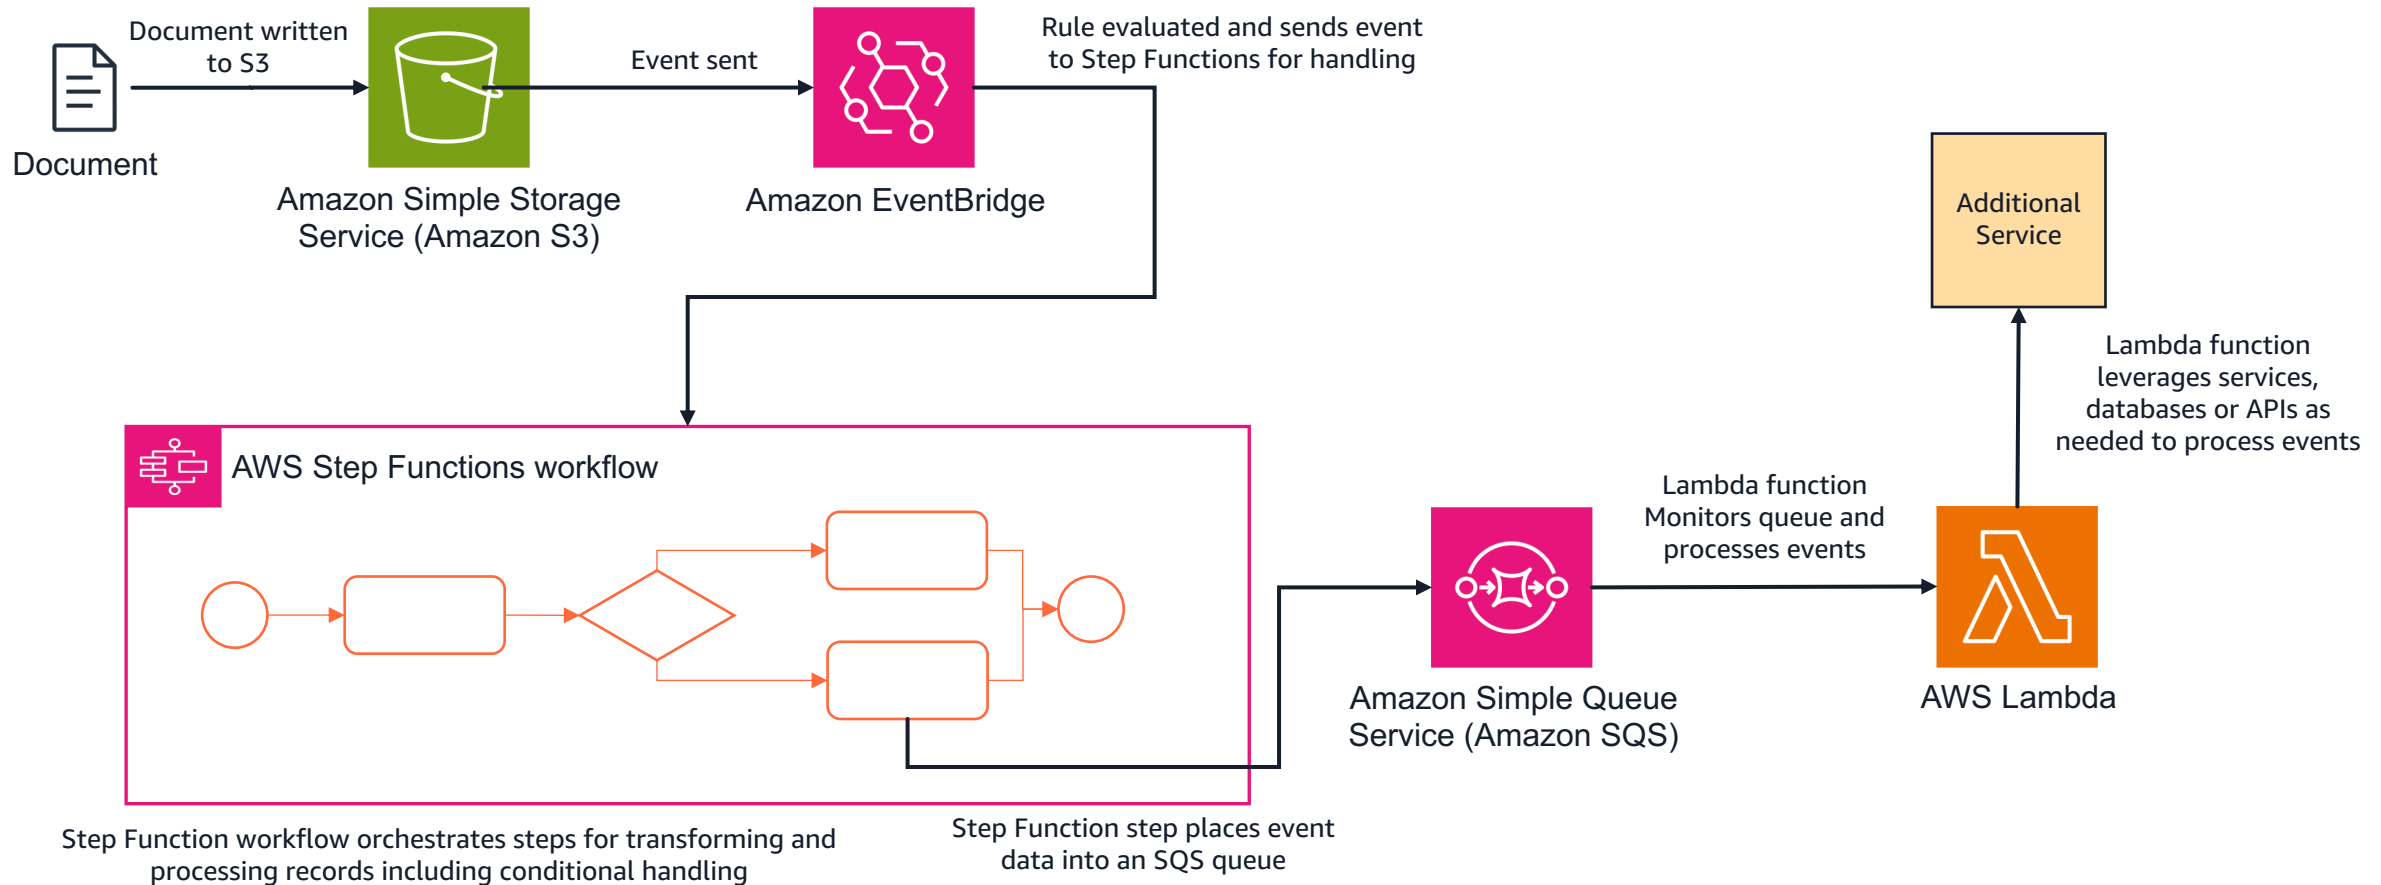 Document written
to S3
Document
Amazon Simple Storage
Service (Amazon S3)
Event sent
Amazon EventBridge
Rule evaluated and sends event
to Step Functions for handling
Additional
Service
Lambda function
leverages services,
databases or APIs as
needed to process events
AWS Step Functions workflow
Step Function workflow orchestrates steps for transforming and
processing records including conditional handling
Step Function step places event
data into an SQS queue
Amazon Simple Queue
Service (Amazon SQS)
Lambda function
Monitors queue and
processes events
AWS Lambda